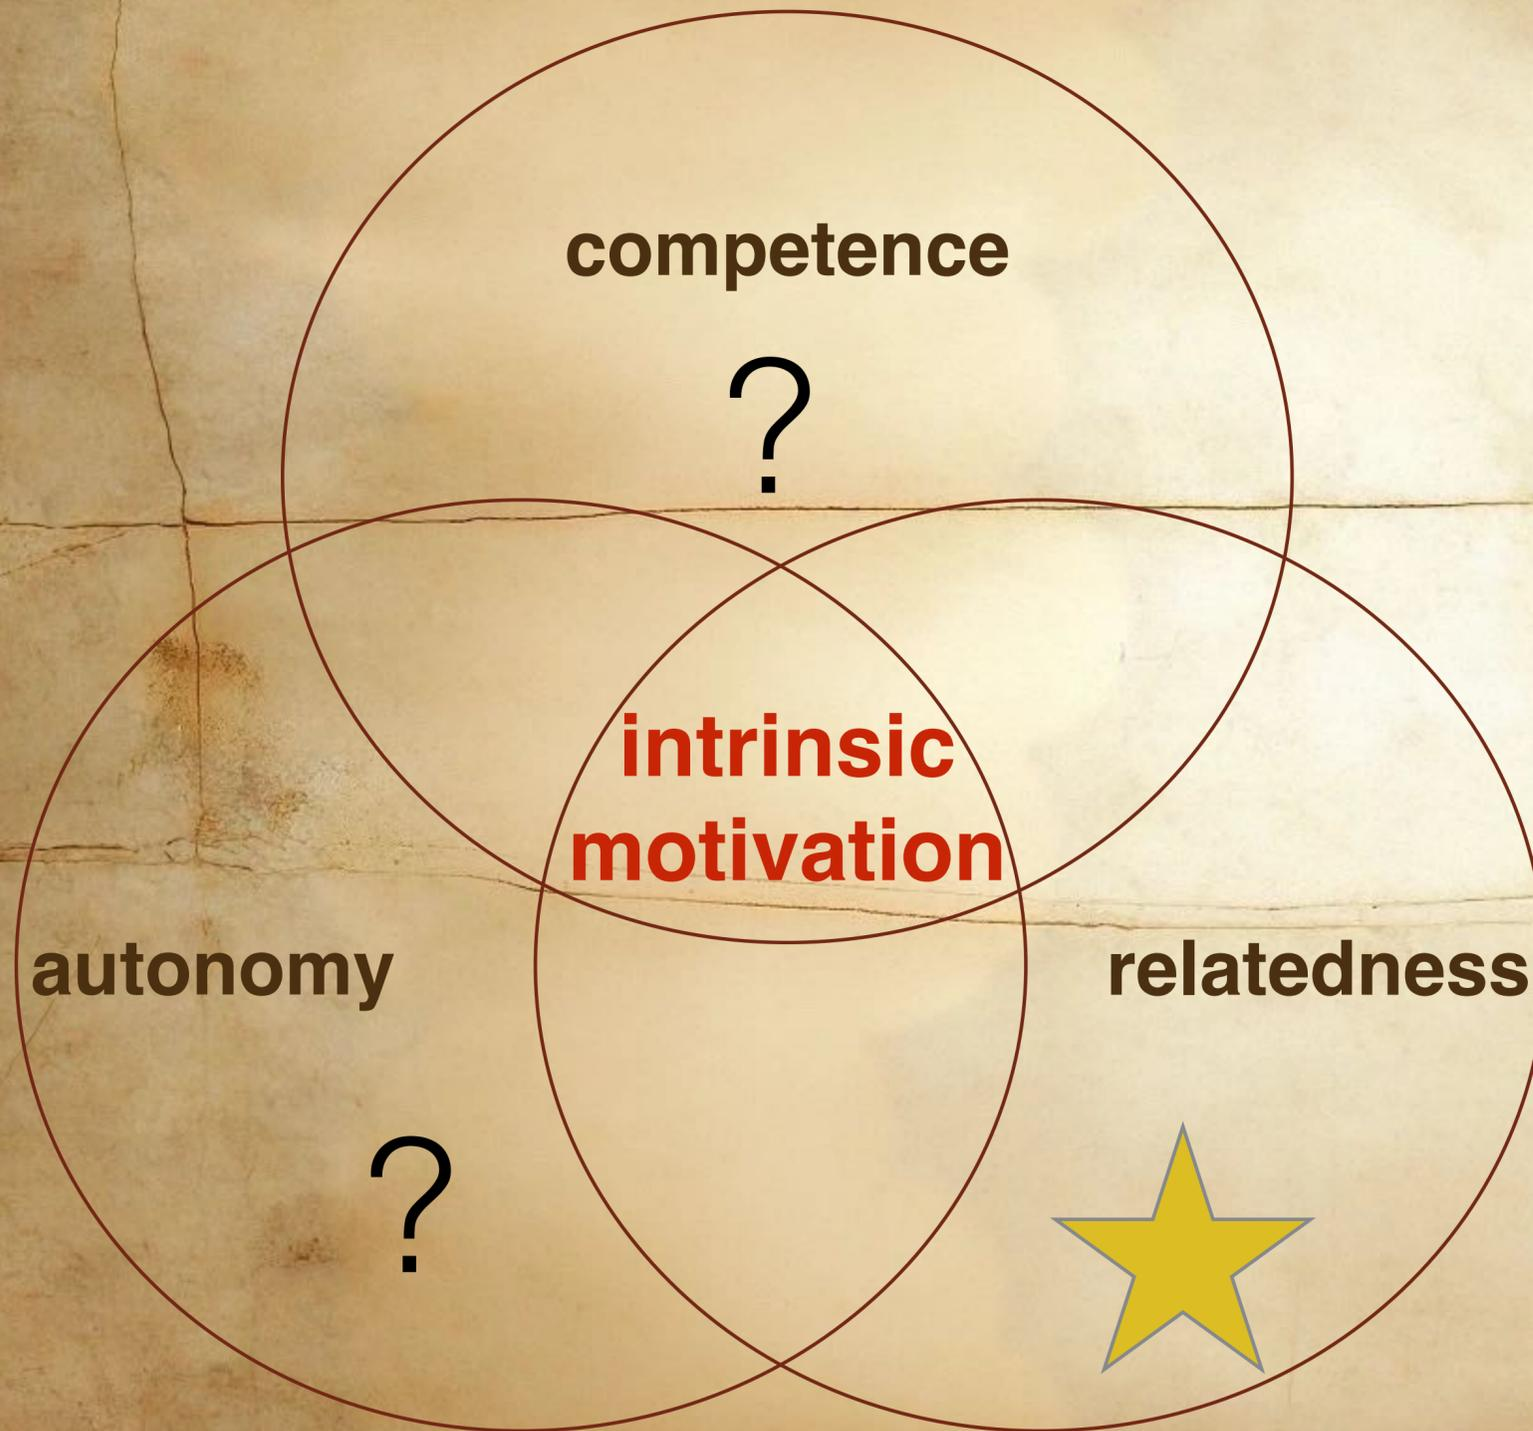 competence
?
intrinsic
motivation
autonomy
relatedness
?